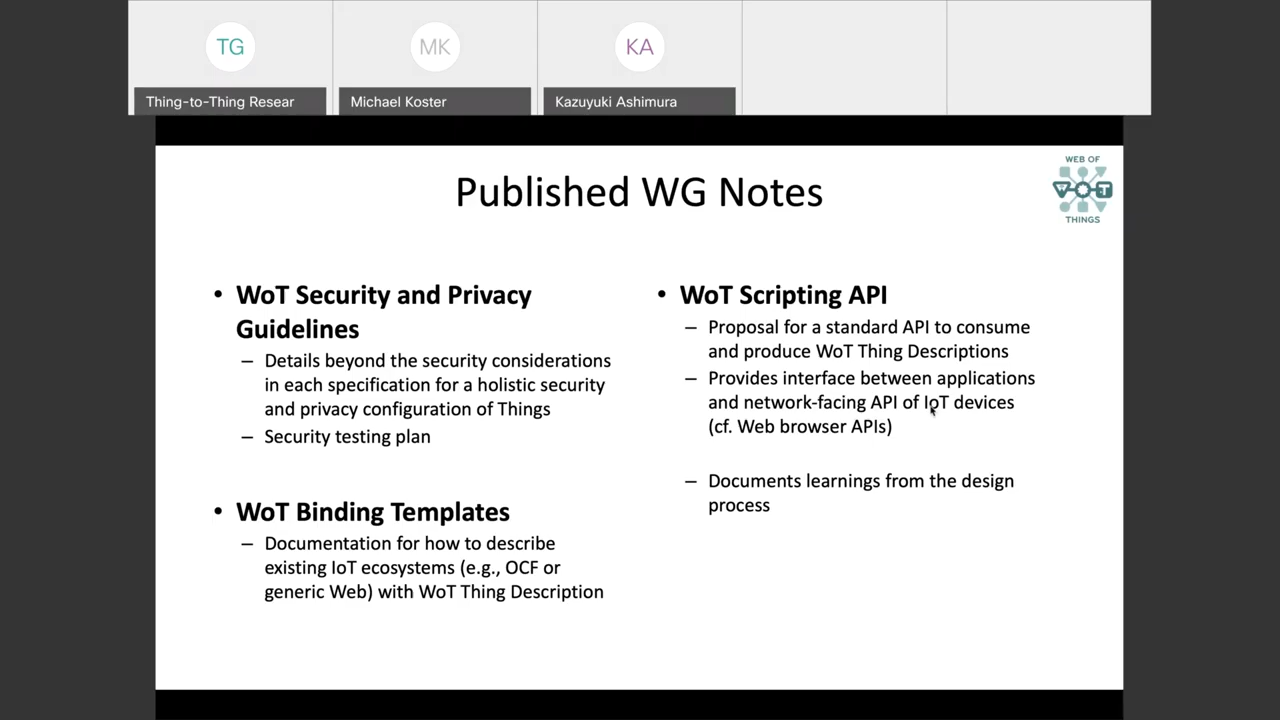 TG
MK
KA
Thing-to-Thing Resear
Michael Koster
Kazuyuki Ashimura
WEB OF
W O T
THINGS
Published WG Notes
• WoT Security and Privacy
Guidelines
– Details beyond the security considerations
in each specification for a holistic security
and privacy configuration of Things
– Security testing plan
• WoT Binding Templates
– Documentation for how to describe
existing IoT ecosystems (e.g., OCF or
generic Web) with WoT Thing Description
• WoT Scripting API
– Proposal for a standard API to consume
and produce WoT Thing Descriptions
– Provides interface between applications
and network-facing API of IoT devices
(cf. Web browser APIs)
– Documents learnings from the design
process